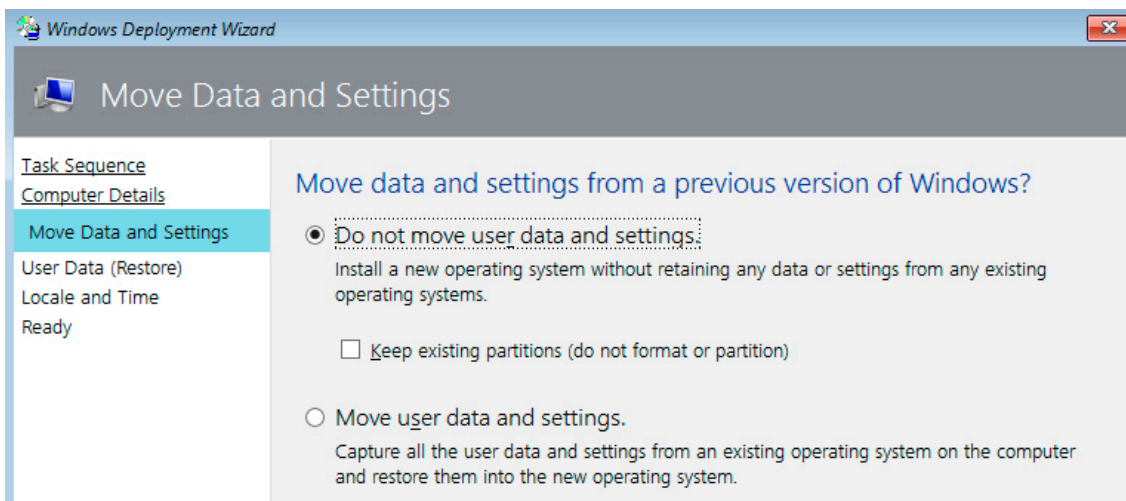 Windows Deployment Wizard
Move Data and Settings
Task Sequence
Computer Details
Move Data and Settings
User Data (Restore)
Locale and Time
Ready
Move data and settings from a previous version of Windows?
Do not move user data and settings.
Install a new operating system without retaining any data or settings from any existing
operating systems.
Keep existing partitions (do not format or partition)
Move user data and settings.
Capture all the user data and settings from an existing operating system on the computer
and restore them into the new operating system.